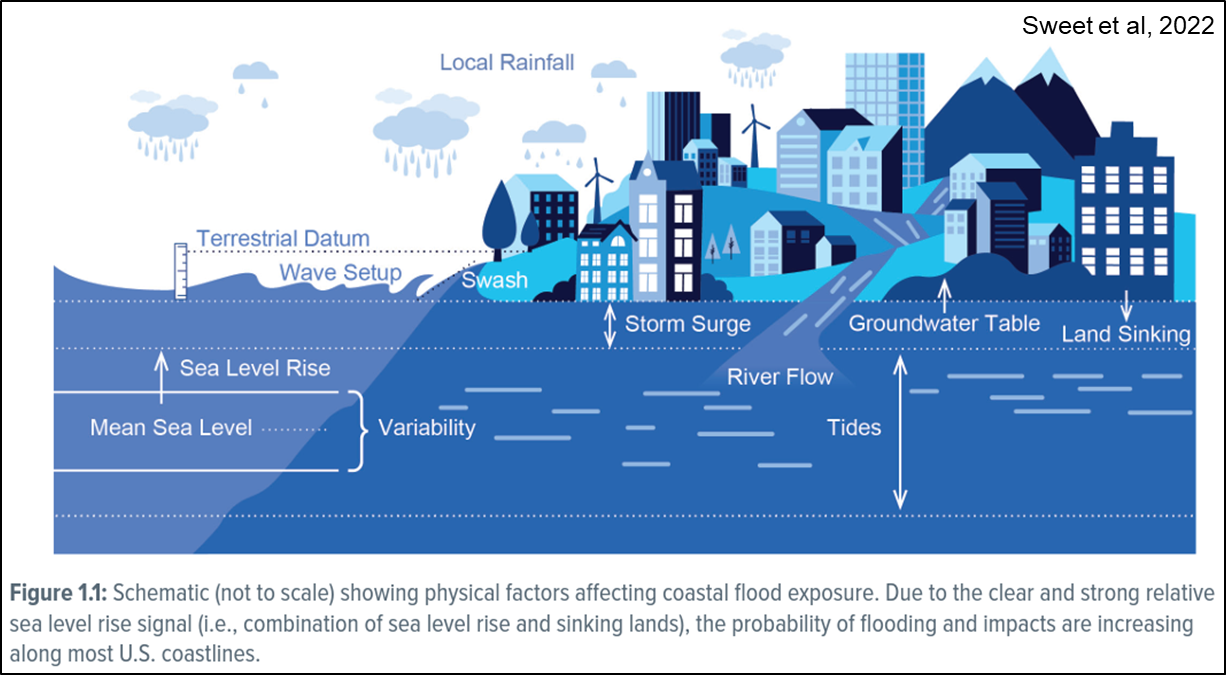 Sweet et al, 2022
Local Rainfall
Terrestrial Datum
Wave Setup
Swash
Storm Surge
Groundwater Table
Land Sinking
Sea Level Rise
River Flow
Mean Sea Level
Variability
Tides
Figure 1.1: Schematic (not to scale) showing physical factors affecting coastal flood exposure. Due to the clear and strong relative
sea level rise signal (i.e., combination of sea level rise and sinking lands), the probability of flooding and impacts are increasing
along most U.S. coastlines.